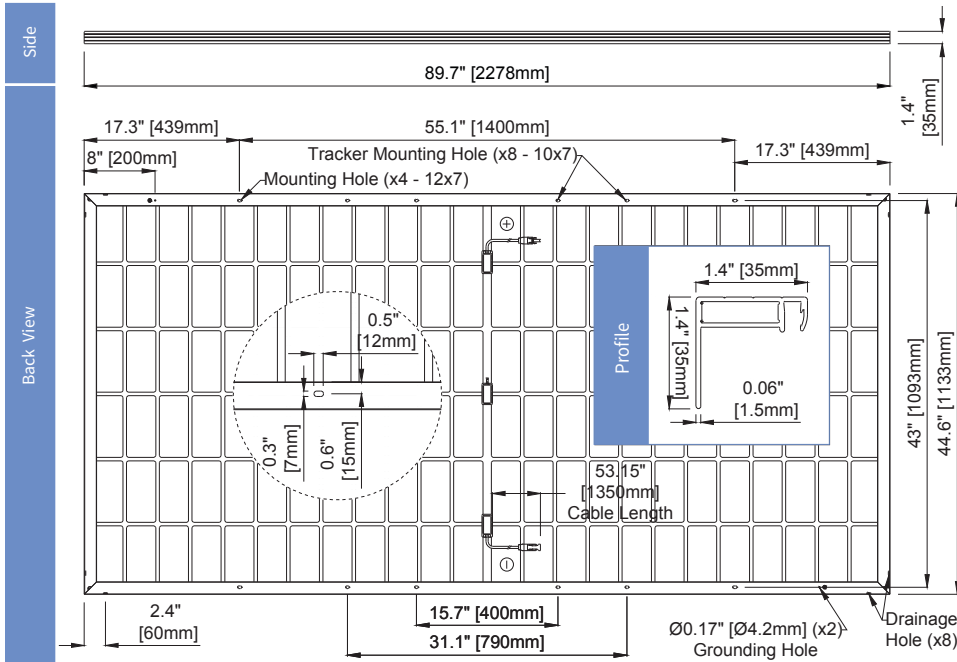 Side
89.7" [2278mm]
1.4"
[35mm]
Back View
17.3" [439mm]
55.1" [1400mm]
17.3" [439mm]
8" [200mm]
Tracker Mounting Hole (x8 - 10x7)
Mounting Hole (x4 - 12x7)
+
0.5"
[12mm]
0.3"
[7mm]
0.6"
[15mm]
Profile
1.4" [35mm]
1.4" [35mm]
0.06"
[1.5mm]
43" [1093mm]
44.6" [1133mm]
53.15"
[1350mm]
Cable Length
−
2.4"
[60mm]
15.7" [400mm]
31.1" [790mm]
Ø0.17" [Ø4.2mm] (x2)
Grounding Hole
Drainage
Hole (x8)